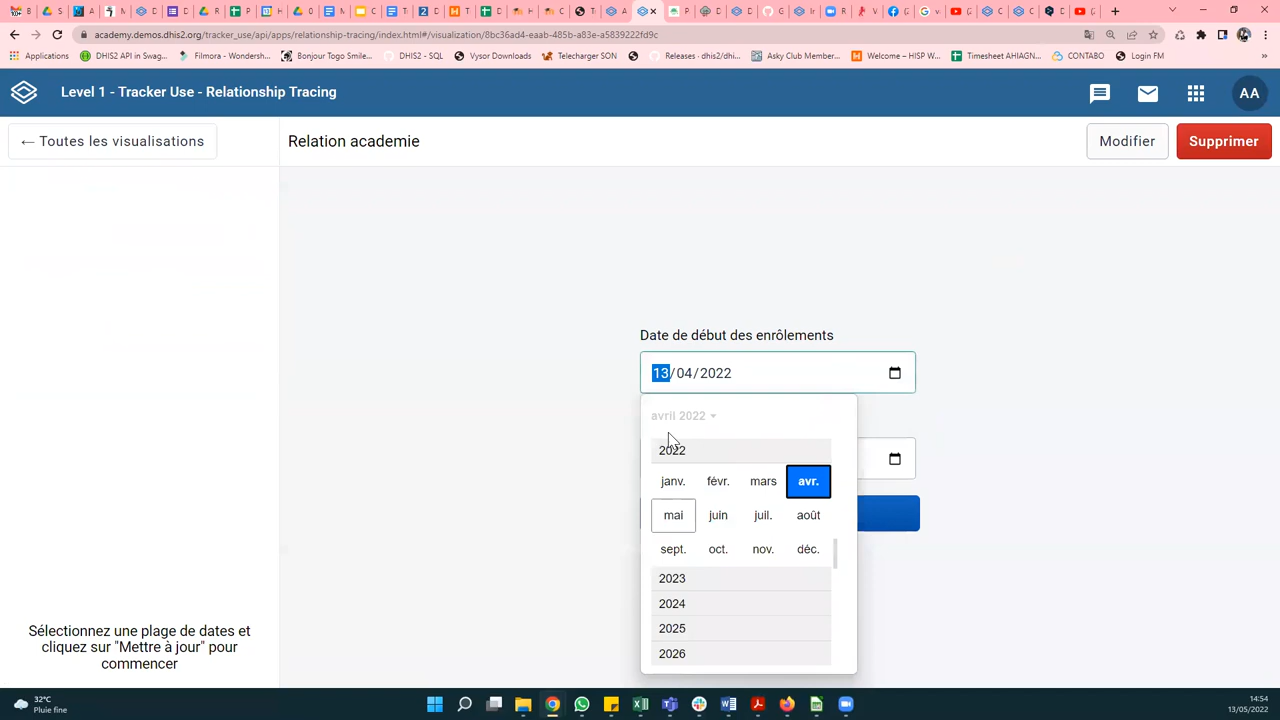 academy.demosdhis2.org/tracker_use/api/apps/relationship-tracing/index.html#/visualization/8bc36ad4-eaab-485b-a83e-a5839222fd9c
Applications
DHIS2 API in Swag...
Filmora - Wondersh...
Bonjour Togo Smile...
DHIS2 - SQL
Vysor Downloads
Releases · dhis2/dhi...
Asky Club Member...
Welcome – HISP W...
Timesheet AHIAGN...
CONTABO
Login FM
Level 1 - Tracker Use - Relationship Tracing
AA
← Toutes les visualisations
Relation academie
Modifier
Supprimer
Date de début des enrôlements
13/04/2022
avril 2022
2022
janv. févr. mars avr.
mai juin juil. août
sept. oct. nov. déc.
2023
2024
2025
2026
Sélectionnez une plage de dates et
cliquez sur "Mettre à jour" pour
commencer
32°C
Pluie fine
14:54
13/05/2022